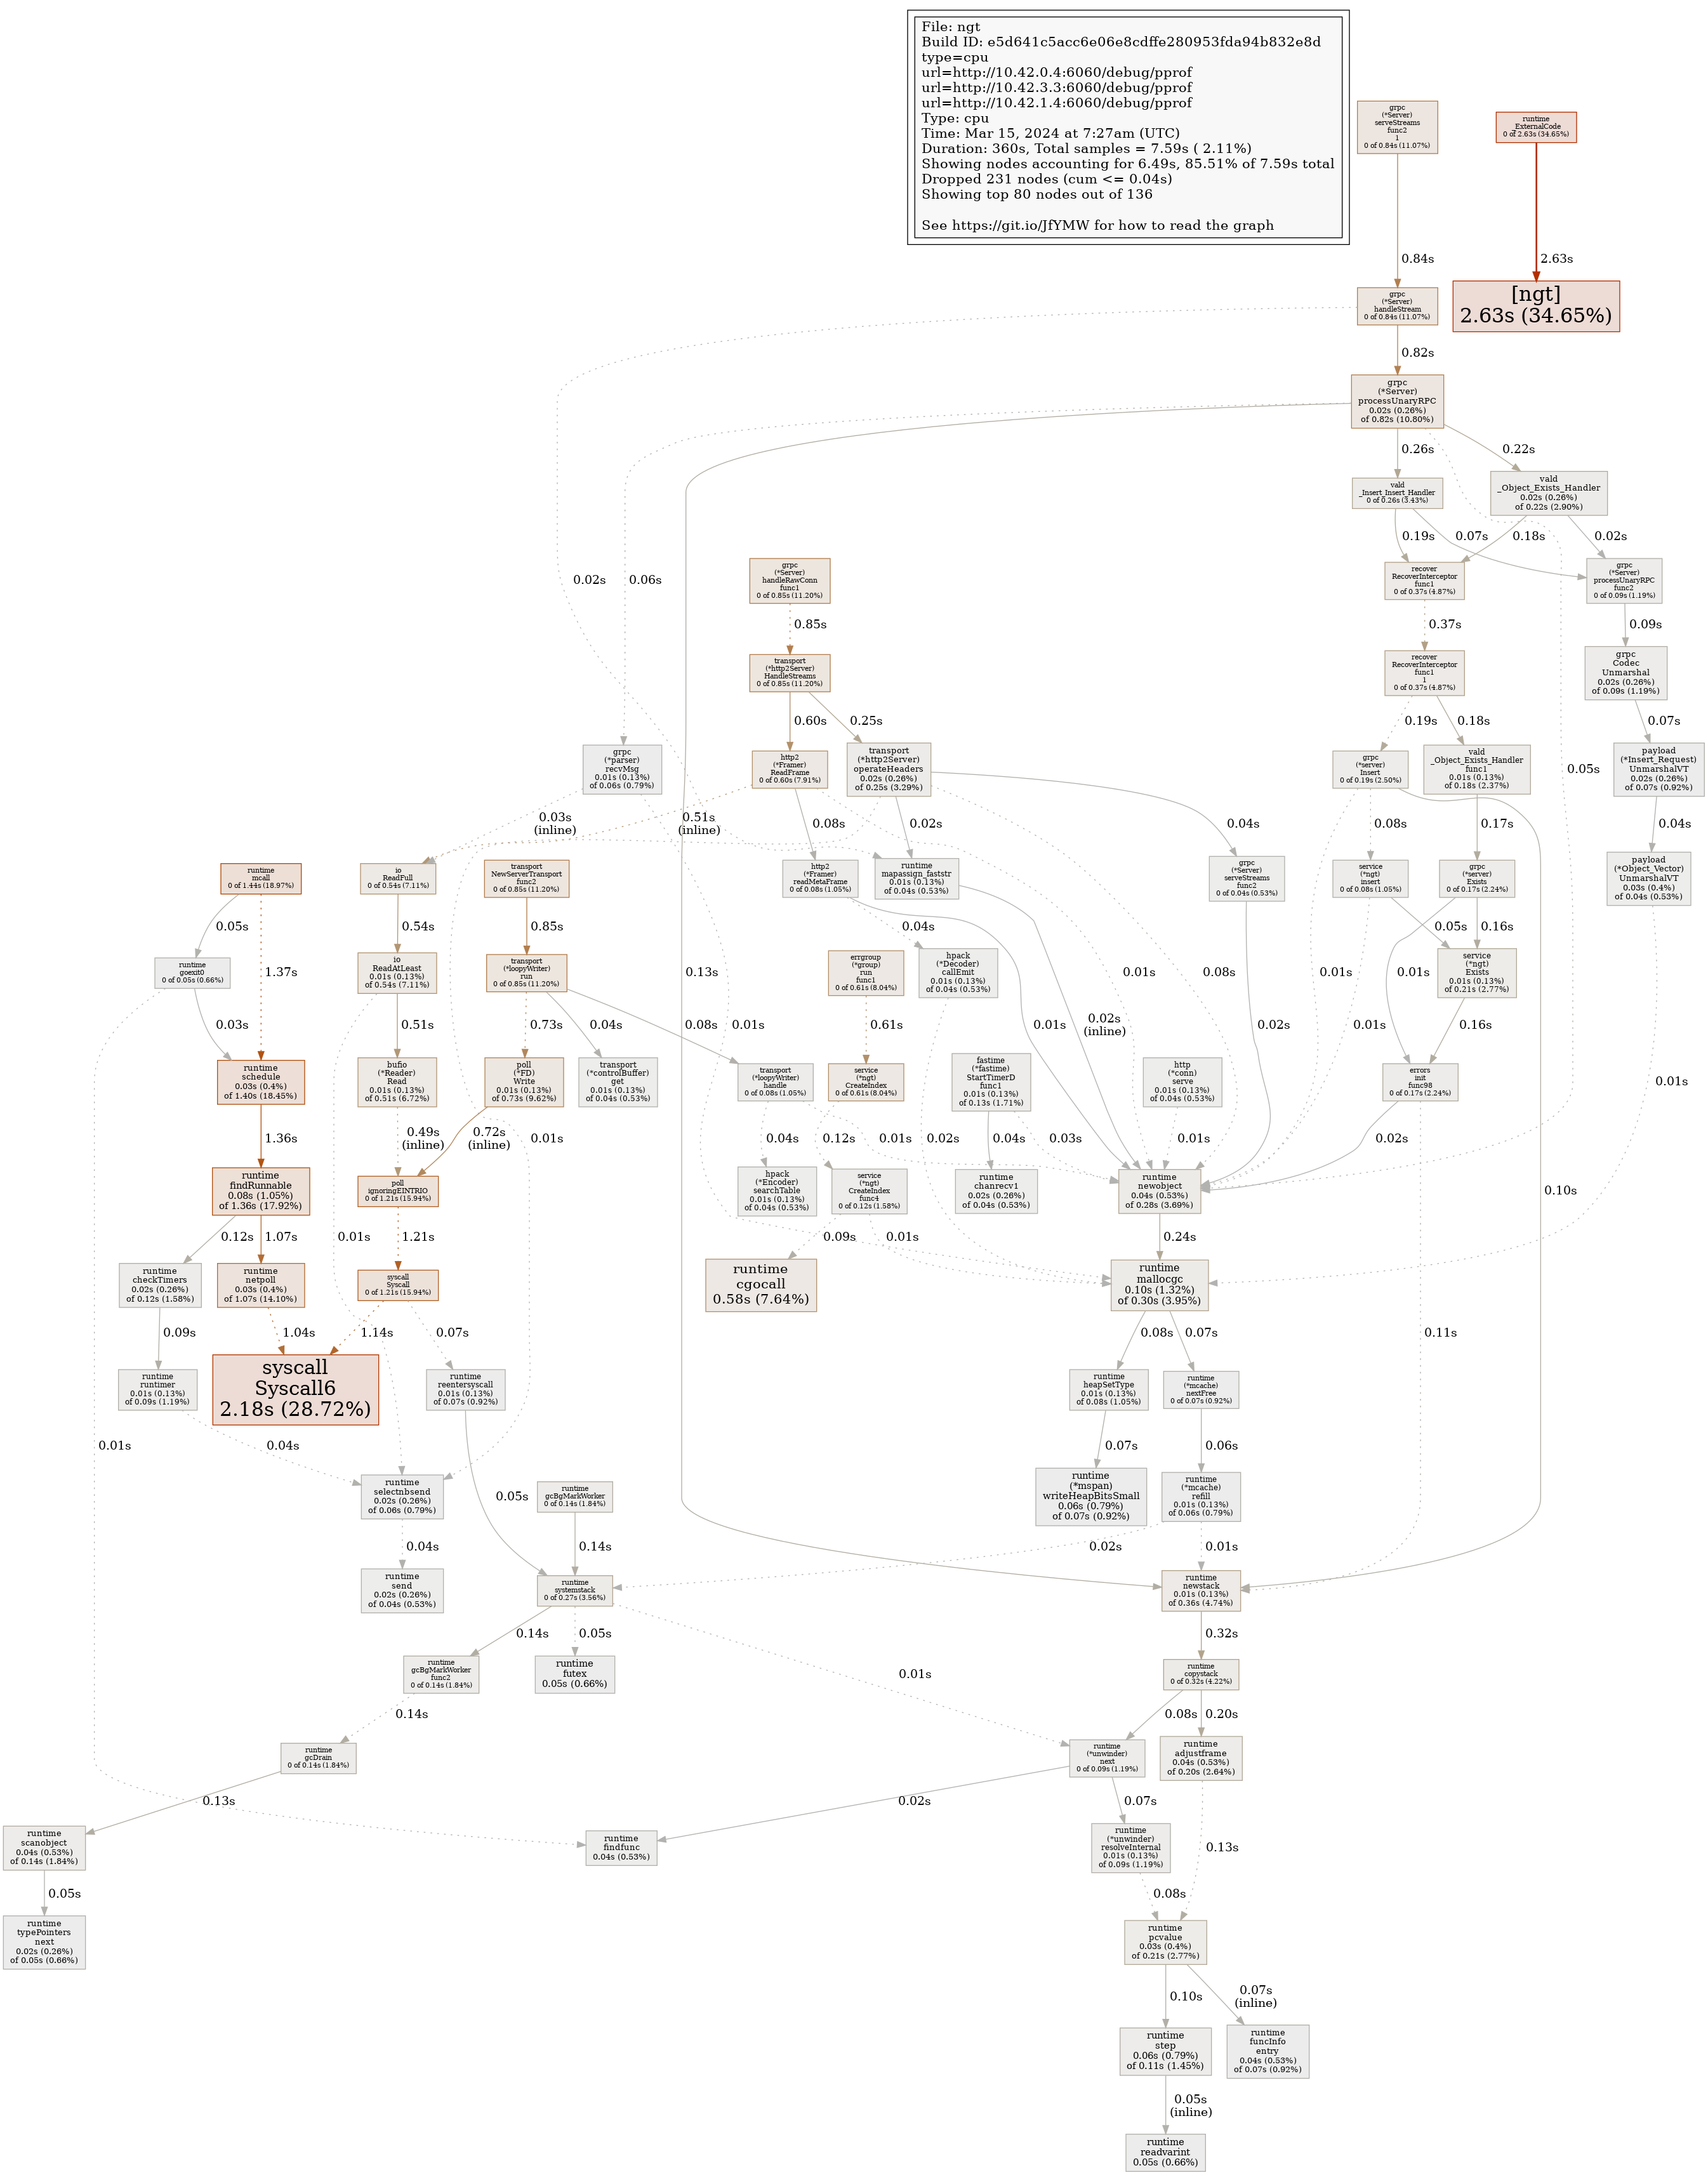 File: ngt
Build ID: e5d641c5acc6e06e8cdffe280953fda94b832e8d
type=cpu
url=http://10.42.0.4:6060/debug/pprof
url=http://10.42.3.3:6060/debug/pprof
url=http://10.42.1.4:6060/debug/pprof
Type: cpu
Time: Mar 15, 2024 at 7:27am (UTC)
Duration: 360s, Total samples = 7.59s ( 2.11%)
Showing nodes accounting for 6.49s, 85.51% of 7.59s total
Dropped 231 nodes (cum <= 0.04s)
Showing top 80 nodes out of 136
See https://git.io/JfYMW for how to read the graph
grpc
(*Server)
serveStreams
func2
1
0 of 0.84s (11.07%)
runtime
_ExternalCode
0 of 2.63s (34.65%)
0.84s
2.63s
grpc
(*Server)
handleStream
0 of 0.84s (11.07%)
[ngt]
2.63s (34.65%)
0.82s
grpc
(*Server)
processUnaryRPC
0.02s (0.26%)
of 0.82s (10.80%)
0.26s
0.22s
vald
_Insert_Insert_Handler
0 of 0.26s (3.43%)
vald
_Object_Exists_Handler
0.02s (0.26%)
of 0.22s (2.90%)
0.19s
0.07s
0.18s
0.02s
0.02s
0.06s
grpc
(*Server)
handleRawConn
func1
0 of 0.85s (11.20%)
recover
RecoverInterceptor
func1
0 of 0.37s (4.87%)
grpc
(*Server)
processUnaryRPC
func2
0 of 0.09s (1.19%)
0.85s
0.37s
0.09s
transport
(*http2Server)
HandleStreams
0 of 0.85s (11.20%)
recover
RecoverInterceptor
func1
1
0 of 0.37s (4.87%)
grpc
Codec
Unmarshal
0.02s (0.26%)
of 0.09s (1.19%)
0.60s
0.25s
0.19s
0.18s
0.07s
grpc
(*parser)
recvMsg
0.01s (0.13%)
of 0.06s (0.79%)
http2
(*Framer)
ReadFrame
0 of 0.60s (7.91%)
transport
(*http2Server)
operateHeaders
0.02s (0.26%)
of 0.25s (3.29%)
grpc
(*server)
Insert
0 of 0.19s (2.50%)
vald
_Object_Exists_Handler
func1
0.01s (0.13%)
of 0.18s (2.37%)
0.05s
payload
(*Insert_Request)
UnmarshalVT
0.02s (0.26%)
of 0.07s (0.92%)
0.03s
(inline)
0.51s
(inline)
0.08s
0.02s
0.04s
0.08s
0.17s
0.04s
runtime
mcall
0 of 1.44s (18.97%)
io
ReadFull
0 of 0.54s (7.11%)
transport
NewServerTransport
func2
0 of 0.85s (11.20%)
http2
(*Framer)
readMetaFrame
0 of 0.08s (1.05%)
runtime
mapassign_faststr
0.01s (0.13%)
of 0.04s (0.53%)
grpc
(*Server)
serveStreams
func2
0 of 0.04s (0.53%)
service
(*ngt)
insert
0 of 0.08s (1.05%)
grpc
(*server)
Exists
0 of 0.17s (2.24%)
payload
(*Object_Vector)
UnmarshalVT
0.03s (0.4%)
of 0.04s (0.53%)
0.05s
0.54s
0.85s
0.04s
0.05s
0.16s
runtime
goexit0
0 of 0.05s (0.66%)
1.37s
io
ReadAtLeast
0.01s (0.13%)
of 0.54s (7.11%)
transport
(*loopyWriter)
run
0 of 0.85s (11.20%)
0.13s
errgroup
(*group)
run
func1
0 of 0.61s (8.04%)
hpack
(*Decoder)
callEmit
0.01s (0.13%)
of 0.04s (0.53%)
0.01s
0.08s
0.01s
service
(*ngt)
Exists
0.01s (0.13%)
of 0.21s (2.77%)
0.03s
0.51s
0.73s
0.04s
0.08s
0.01s
0.61s
0.01s
0.02s
(inline)
0.02s
0.01s
0.01s
0.16s
runtime
schedule
0.03s (0.4%)
of 1.40s (18.45%)
bufio
(*Reader)
Read
0.01s (0.13%)
of 0.51s (6.72%)
poll
(*FD)
Write
0.01s (0.13%)
of 0.73s (9.62%)
transport
(*controlBuffer)
get
0.01s (0.13%)
of 0.04s (0.53%)
transport
(*loopyWriter)
handle
0 of 0.08s (1.05%)
service
(*ngt)
CreateIndex
0 of 0.61s (8.04%)
fastime
(*fastime)
StartTimerD
func1
0.01s (0.13%)
of 0.13s (1.71%)
http
(*conn)
serve
0.01s (0.13%)
of 0.04s (0.53%)
errors
init
func98
0 of 0.17s (2.24%)
0.01s
1.36s
0.49s
(inline)
0.72s
(inline)
0.01s
0.04s
0.01s
0.12s
0.02s
0.04s
0.03s
0.01s
0.02s
runtime
findRunnable
0.08s (1.05%)
of 1.36s (17.92%)
poll
ignoringEINTRIO
0 of 1.21s (15.94%)
hpack
(*Encoder)
searchTable
0.01s (0.13%)
of 0.04s (0.53%)
service
(*ngt)
CreateIndex
func4
0 of 0.12s (1.58%)
runtime
chanrecv1
0.02s (0.26%)
of 0.04s (0.53%)
runtime
newobject
0.04s (0.53%)
of 0.28s (3.69%)
0.10s
0.12s
1.07s
0.01s
1.21s
0.09s
0.01s
0.24s
runtime
checkTimers
0.02s (0.26%)
of 0.12s (1.58%)
runtime
netpoll
0.03s (0.4%)
of 1.07s (14.10%)
syscall
Syscall
0 of 1.21s (15.94%)
runtime
cgocall
0.58s (7.64%)
runtime
mallocgc
0.10s (1.32%)
of 0.30s (3.95%)
0.09s
1.04s
1.14s
0.07s
0.08s
0.07s
0.11s
runtime
runtimer
0.01s (0.13%)
of 0.09s (1.19%)
syscall
Syscall6
2.18s (28.72%)
runtime
reentersyscall
0.01s (0.13%)
of 0.07s (0.92%)
runtime
heapSetType
0.01s (0.13%)
of 0.08s (1.05%)
runtime
(*mcache)
nextFree
0 of 0.07s (0.92%)
0.01s
0.04s
0.07s
0.06s
runtime
selectnbsend
0.02s (0.26%)
of 0.06s (0.79%)
0.05s
runtime
gcBgMarkWorker
0 of 0.14s (1.84%)
runtime
(*mspan)
writeHeapBitsSmall
0.06s (0.79%)
of 0.07s (0.92%)
runtime
(*mcache)
refill
0.01s (0.13%)
of 0.06s (0.79%)
0.04s
0.14s
0.02s
0.01s
runtime
send
0.02s (0.26%)
of 0.04s (0.53%)
runtime
systemstack
0 of 0.27s (3.56%)
runtime
newstack
0.01s (0.13%)
of 0.36s (4.74%)
0.14s
0.05s
0.32s
runtime
gcBgMarkWorker
func2
0 of 0.14s (1.84%)
runtime
futex
0.05s (0.66%)
0.01s
runtime
copystack
0 of 0.32s (4.22%)
0.14s
0.08s
0.20s
runtime
gcDrain
0 of 0.14s (1.84%)
runtime
(*unwinder)
next
0 of 0.09s (1.19%)
runtime
adjustframe
0.04s (0.53%)
of 0.20s (2.64%)
0.13s
0.02s
0.07s
runtime
scanobject
0.04s (0.53%)
of 0.14s (1.84%)
runtime
findfunc
0.04s (0.53%)
runtime
(*unwinder)
resolveInternal
0.01s (0.13%)
of 0.09s (1.19%)
0.13s
0.05s
0.08s
runtime
typePointers
next
0.02s (0.26%)
of 0.05s (0.66%)
runtime
pcvalue
0.03s (0.4%)
of 0.21s (2.77%)
0.10s
0.07s
(inline)
runtime
step
0.06s (0.79%)
of 0.11s (1.45%)
runtime
funcInfo
entry
0.04s (0.53%)
of 0.07s (0.92%)
0.05s
(inline)
runtime
readvarint
0.05s (0.66%)